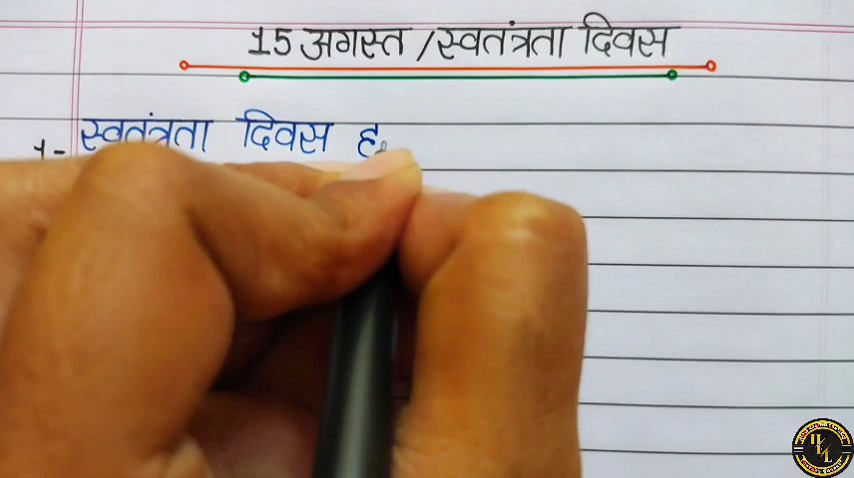 15 अगस्त / स्वतंत्रता दिवस
1- स्वतंत्रता दिवस ह